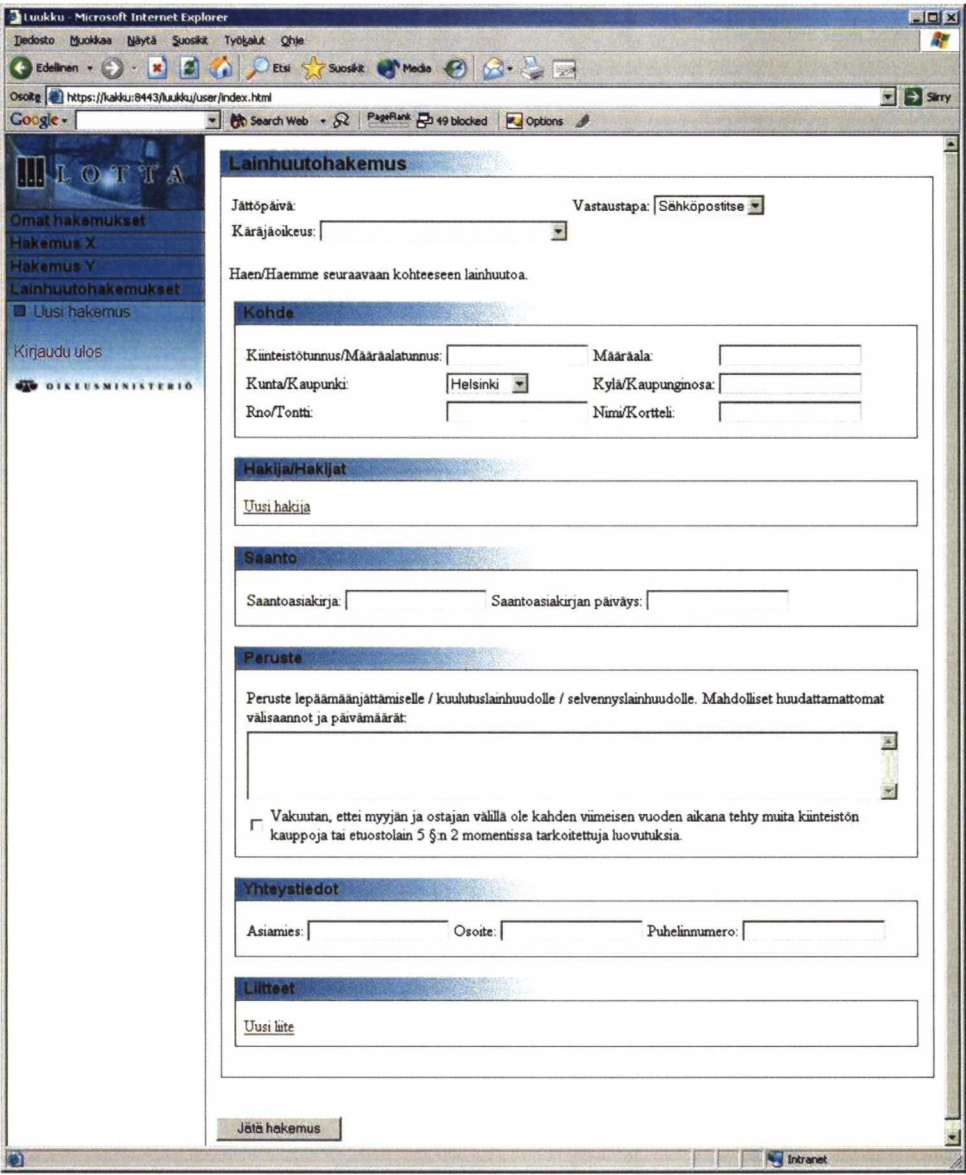 Luukku - Microsoft Internet Explorer
Tiedosto Muokkaa Näytä Suosikit Työkalut Ohje
Edellinen Etsi Suosikit Media
Osoite https://kakku:8443/luukku/user/index.html Siirry
Google Search Web PageRank 49 blocked Options
LOTTA
Omat hakemukset
Hakemus X
Hakemus Y
Lainhuutohakemukset
Uusi hakemus
Kirjaudu ulos
OIKEUSMINISTERIÖ
Lainhuutohakemus
Jättöpäivä: Vastaustapa: Sähköpostitse
Käräjäoikeus:
Haen/Haemme seuraavaan kohteeseen lainhuutoa.
Kohde
Kiinteistötunnus/Määräalatunnus: Määräala:
Kunta/Kaupunki: Helsinki Kylä/Kaupunginosa:
Rno/Tontti: Nimi/Kortteli:
Hakija/Hakijat
Uusi hakija
Saanto
Saantoasiakirja: Saantoasiakirjan päiväys:
Peruste
Peruste lepäämäänjättämiselle / kuulutuslainhuudolle / selvennyslainhuudolle. Mahdolliset huudattamattomat
välisaannot ja päivämäärät:
Vakuutan, ettei myyjän ja ostajan välillä ole kahden viimeisen vuoden aikana tehty muita kiinteistön
kauppoja tai etuostolain 5 §:n 2 momentissa tarkoitettuja luovutuksia.
Yhteystiedot
Asiamies: Osoite: Puhelinnumero:
Liitteet
Uusi liite
Jätä hakemus
Intranet